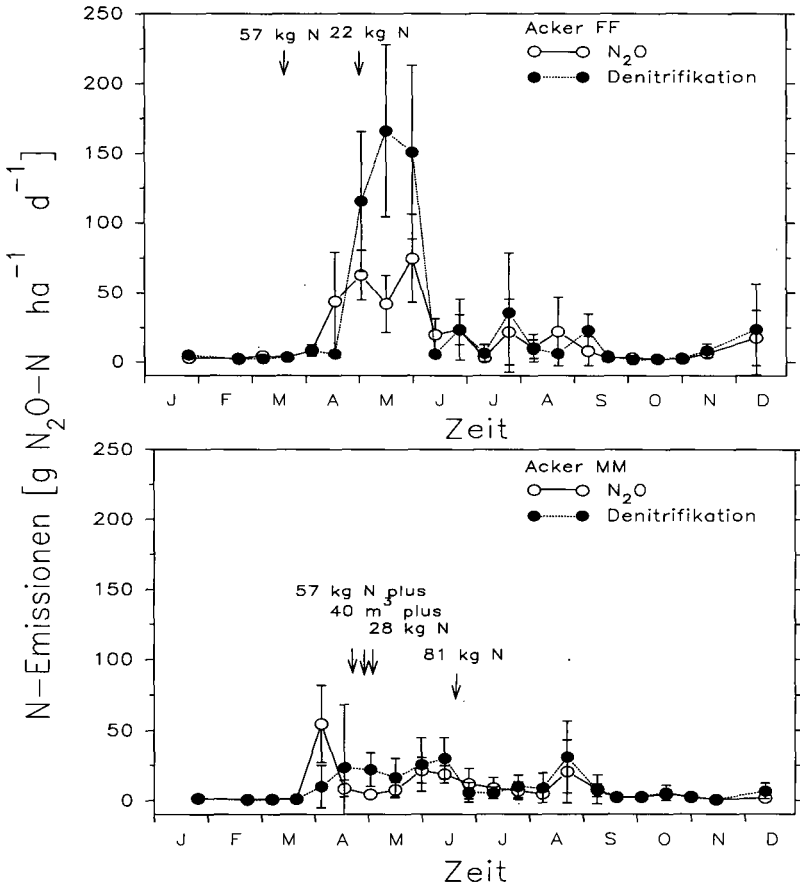 N-Emissionen [g N2O-N ha⁻¹ d⁻¹]
250
200
150
100
50
0
57 kg N 22 kg N
Acker FF
N2O
Denitrifikation
J F M A M J J A S O N D
Zeit
250
200
150
100
50
0
Acker MM
N2O
Denitrifikation
57 kg N plus
40 m³ plus
28 kg N
81 kg N
J F M A M J J A S O N D
Zeit